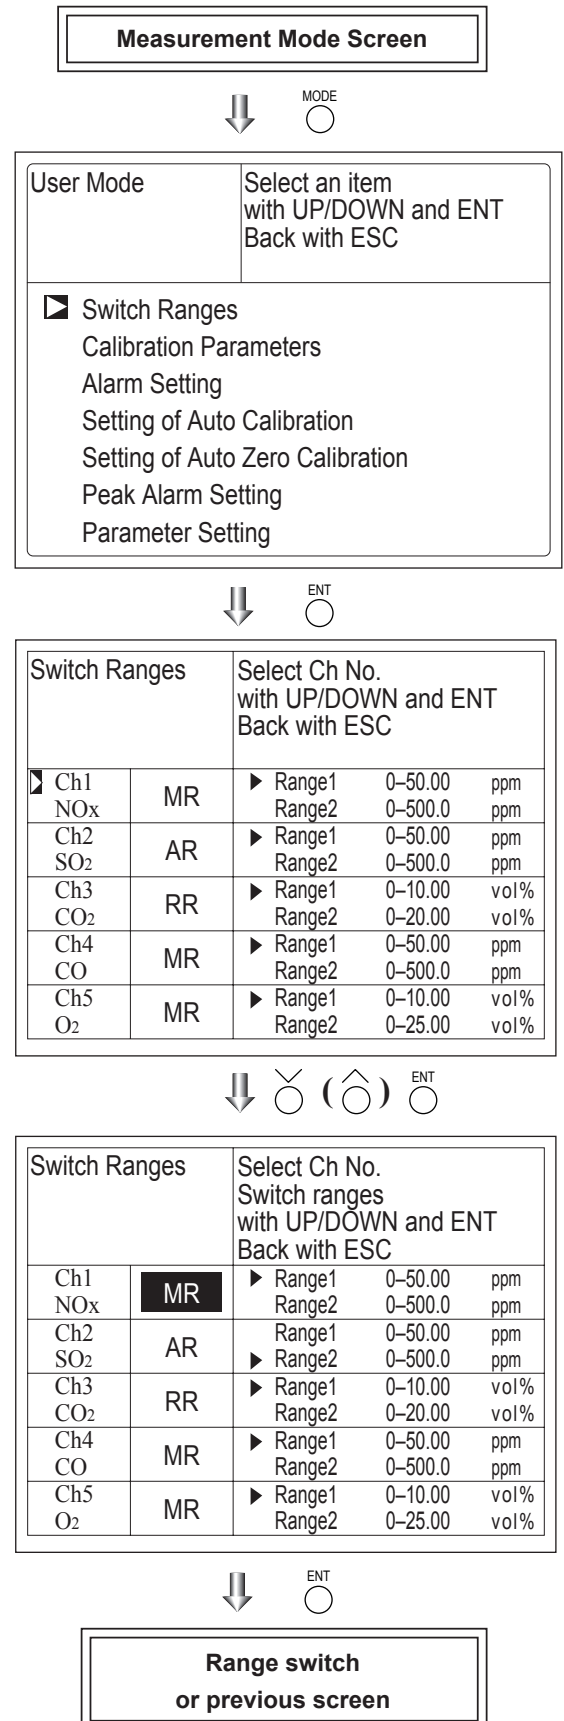 Measurement Mode Screen
MODE
User Mode
Select an item
with UP/DOWN and ENT
Back with ESC
Switch Ranges
Calibration Parameters
Alarm Setting
Setting of Auto Calibration
Setting of Auto Zero Calibration
Peak Alarm Setting
Parameter Setting
ENT
Switch Ranges
Select Ch No.
with UP/DOWN and ENT
Back with ESC
Ch1 MR Range1 0–50.00 ppm
NOx Range2 0–500.0 ppm
Ch2 AR Range1 0–50.00 ppm
SO2 Range2 0–500.0 ppm
Ch3 RR Range1 0–10.00 vol%
CO2 Range2 0–20.00 vol%
Ch4 MR Range1 0–50.00 ppm
CO Range2 0–500.0 ppm
Ch5 MR Range1 0–10.00 vol%
O2 Range2 0–25.00 vol%
( ) ENT
Switch Ranges
Select Ch No.
Switch ranges
with UP/DOWN and ENT
Back with ESC
Ch1 MR Range1 0–50.00 ppm
NOx Range2 0–500.0 ppm
Ch2 AR Range1 0–50.00 ppm
SO2 Range2 0–500.0 ppm
Ch3 RR Range1 0–10.00 vol%
CO2 Range2 0–20.00 vol%
Ch4 MR Range1 0–50.00 ppm
CO Range2 0–500.0 ppm
Ch5 MR Range1 0–10.00 vol%
O2 Range2 0–25.00 vol%
ENT
Range switch
or previous screen